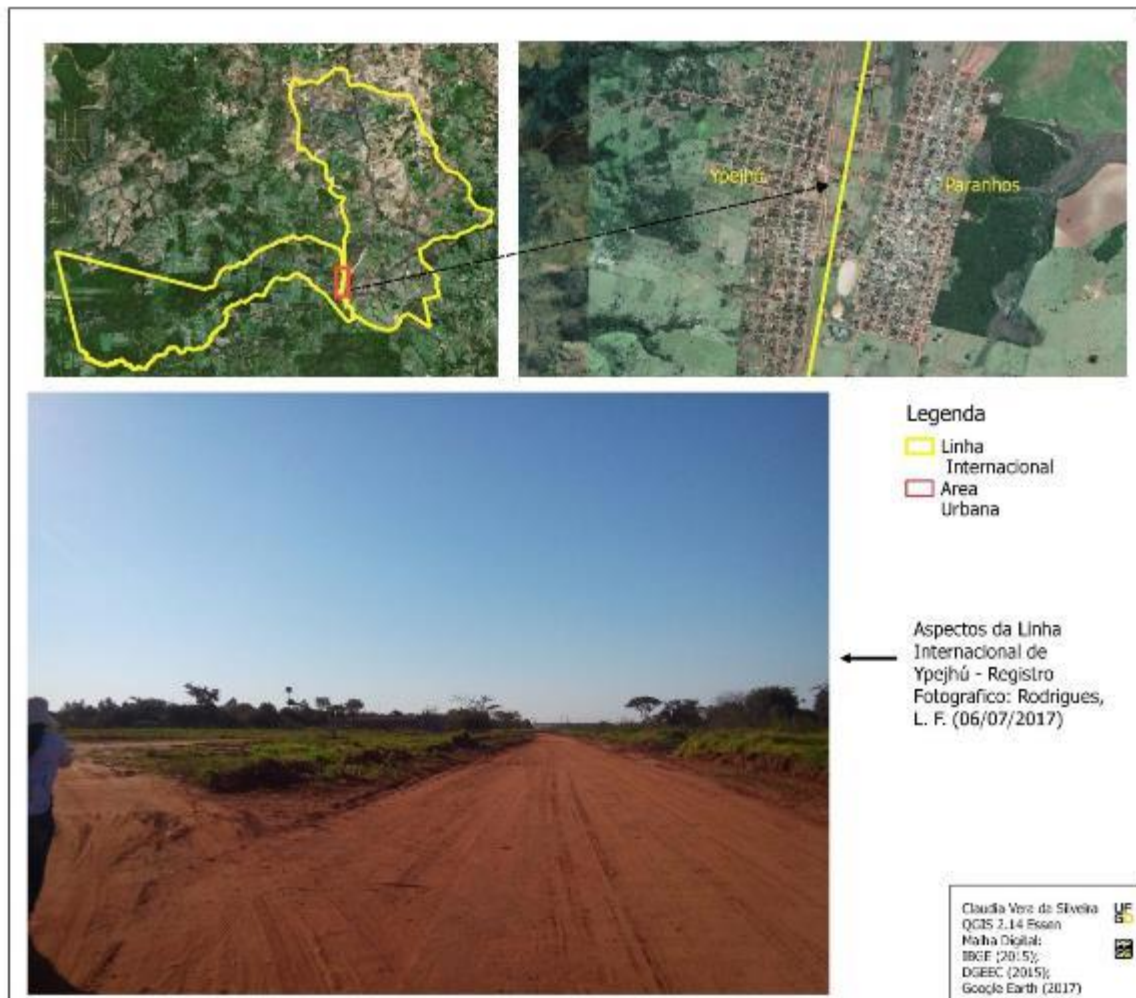 Ypejhú
Paranhos
Legenda
Linha
Internacional
Area
Urbana
Aspectos da Linha
Internacional de
Ypejhú - Registro
Fotografico: Rodrigues,
L. F. (06/07/2017)
Claudia Vera da Silveira
QGIS 2.14 Essen
Malha Digital:
IBGE (2015);
DGEEC (2015);
Google Earth (2017)